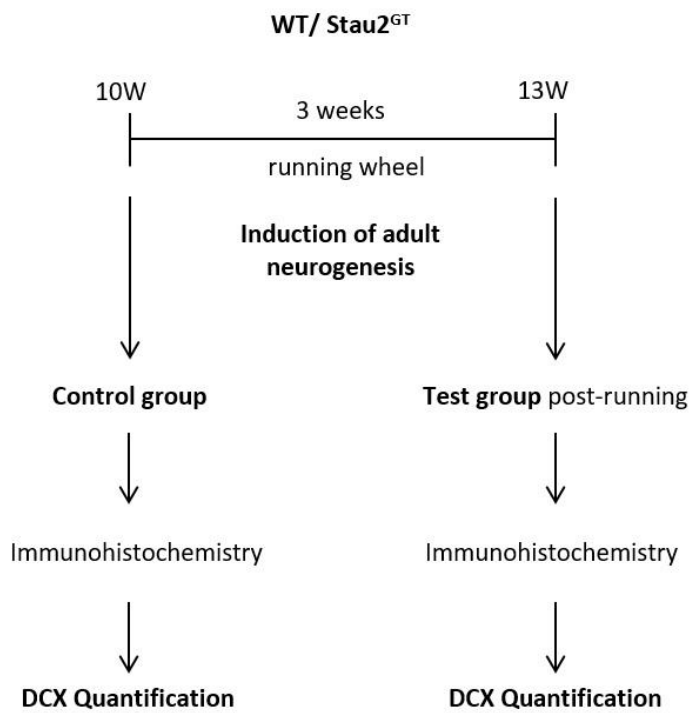 WT/ Stau2ᴳᵀ
10W
13W
3 weeks
running wheel
Induction of adult
neurogenesis
Control group
Test group post-running
Immunohistochemistry
Immunohistochemistry
DCX Quantification
DCX Quantification